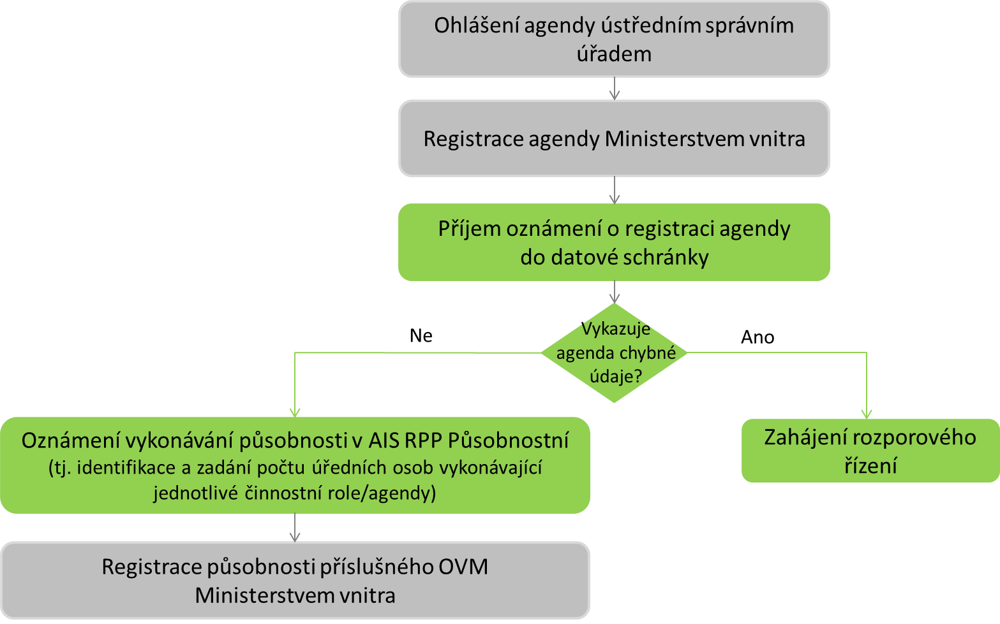 Ohlášení agendy ústředním správním
úřadem
Registrace agendy Ministerstvem vnitra
Příjem oznámení o registraci agendy
do datové schránky
Vykazuje
agenda chybné
údaje?
Ne
Ano
Oznámení vykonávání působnosti v AIS RPP Působnostní
(tj. identifikace a zadání počtu úředních osob vykonávající
jednotlivé činnostní role/agendy)
Zahájení rozporového
řízení
Registrace působnosti příslušného OVM
Ministerstvem vnitra